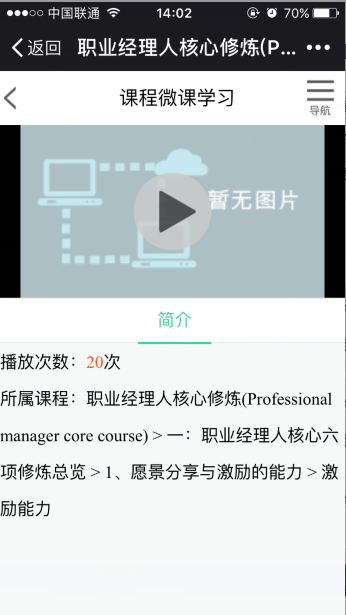 中国联通 14:02 70%
返回 职业经理人核心修炼(P...
课程微课学习
导航
暂无图片
简介
播放次数：20次
所属课程：职业经理人核心修炼(Professional
manager core course) > 一：职业经理人核心六
项修炼总览 > 1、愿景分享与激励的能力 > 激
励能力